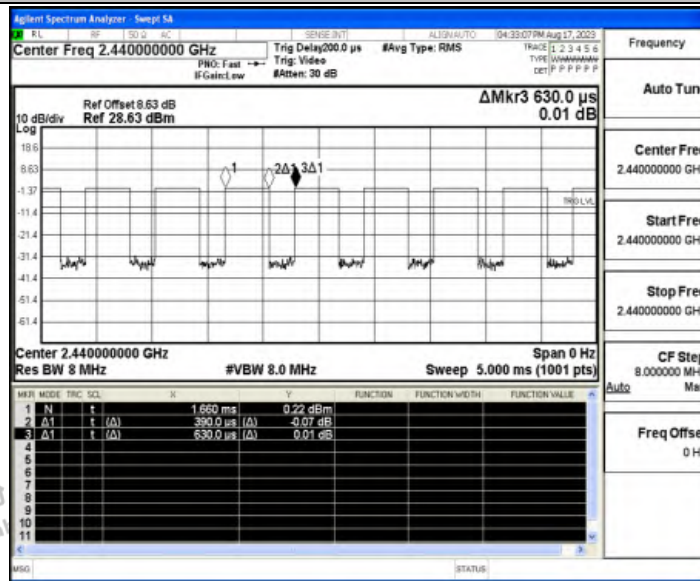 Agilent Spectrum Analyzer - Swept SA
RL RF 50 Ω AC SENSE:INT ALIGN AUTO 04:33:07 PM Aug 17, 2023
Center Freq 2.440000000 GHz
PNO: Fast
IFGain:Low
Trig Delay200.0 µs
Trig: Video
#Atten: 30 dB
#Avg Type: RMS
TRACE 1 2 3 4 5 6
TYPE WWWWWW
DET P P P P P P
Ref Offset 8.63 dB
10 dB/div Ref 28.63 dBm
Log
ΔMkr3 630.0 µs
0.01 dB
18.6
8.63
-1.37
-11.4
-21.4
-31.4
-41.4
-51.4
-61.4
1
2Δ1
3Δ1
TRIG LVL
Center 2.440000000 GHz Span 0 Hz
Res BW 8 MHz #VBW 8.0 MHz Sweep 5.000 ms (1001 pts)
MKR MODE TRC SCL X Y FUNCTION FUNCTION WIDTH FUNCTION VALUE
1 N t 1.660 ms 0.22 dBm
2 Δ1 t (Δ) 390.0 µs (Δ) -0.07 dB
3 Δ1 t (Δ) 630.0 µs (Δ) 0.01 dB
4
5
6
7
8
9
10
11
MSG STATUS
Frequency
Auto Tun
Center Fre
2.440000000 GH
Start Fre
2.440000000 GH
Stop Fre
2.440000000 GH
CF Step
8.000000 MH
Auto Ma
Freq Offse
0 H